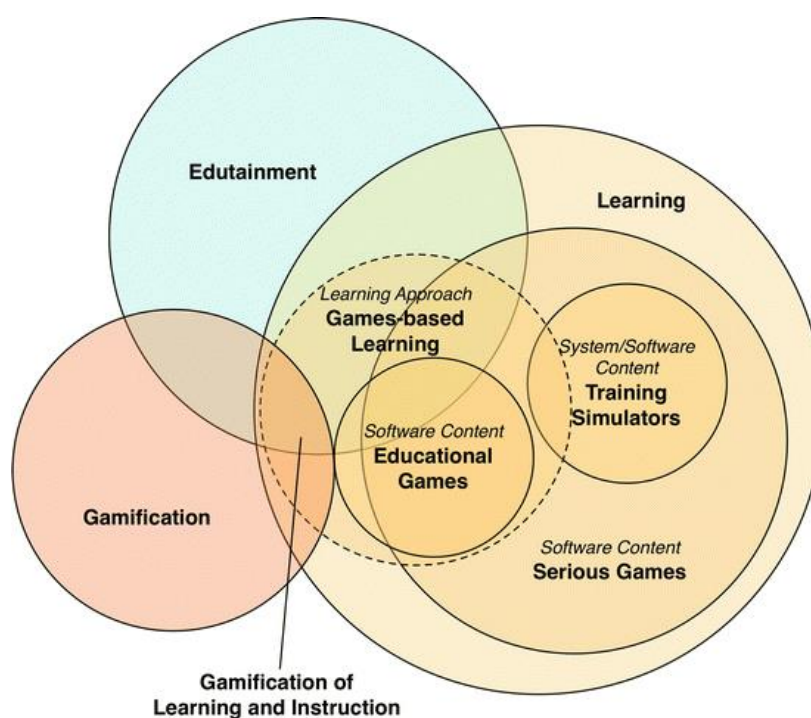 Edutainment
Learning
Learning Approach
Games-based
Learning
System/Software
Content
Training
Simulators
Software Content
Educational
Games
Gamification
Software Content
Serious Games
Gamification of
Learning and Instruction